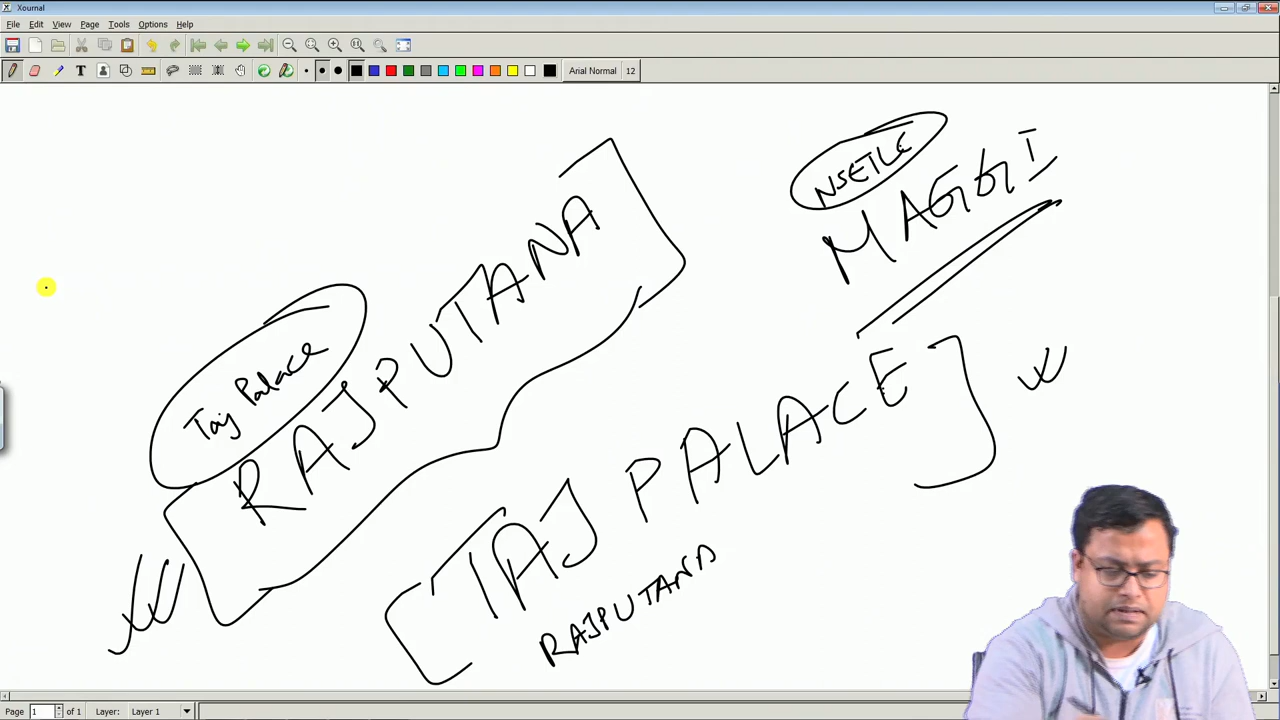 Xournal
File Edit View Page Tools Options Help
T Arial Normal 12
NSETLE
MAGGI
Taj Palace
RAJPUTANA
TAJ PALACE
RAJPUTANA
Page 1 of 1 Layer: Layer 1